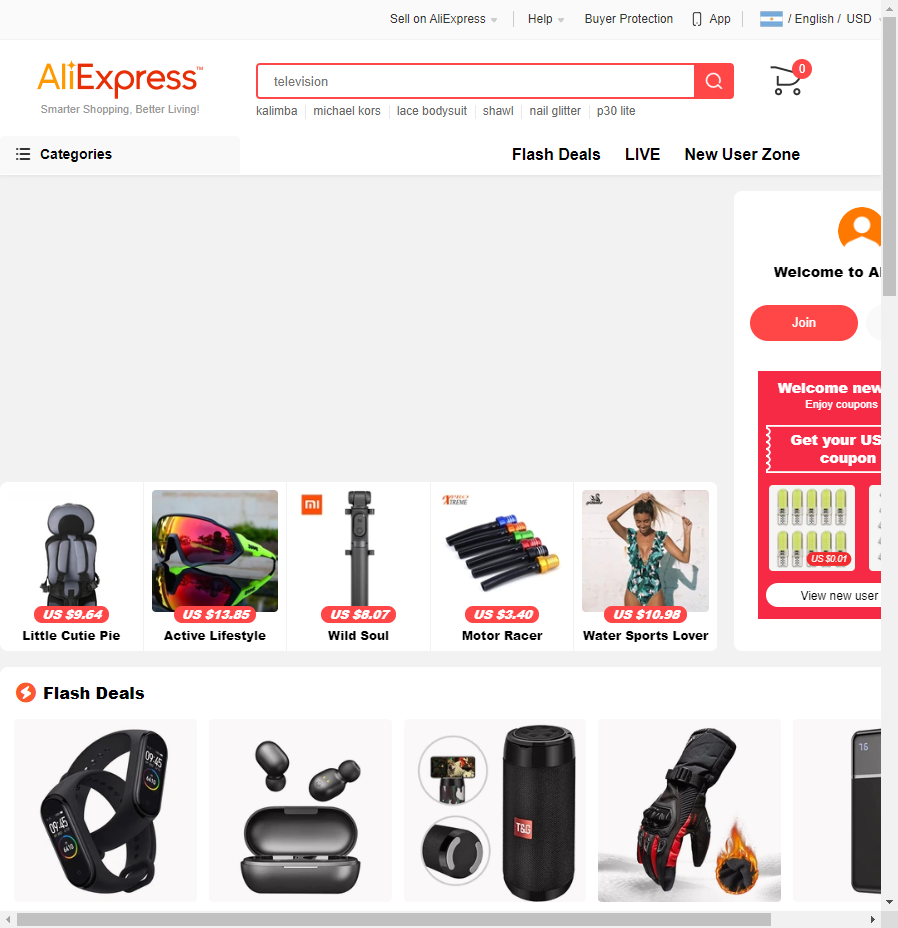 Sell on AliExpress
Help
Buyer Protection
App
/ English / USD
AliExpress™
Smarter Shopping, Better Living!
television
0
kalimba
michael kors
lace bodysuit
shawl
nail glitter
p30 lite
Categories
Flash Deals
LIVE
New User Zone
Welcome to Al
Join
Welcome new
Enjoy coupons
Get your US
coupon
US $0.01
View new user
mi
XTREME
US $9.64
US $13.85
US $8.07
US $3.40
US $10.98
Little Cutie Pie
Active Lifestyle
Wild Soul
Motor Racer
Water Sports Lover
Flash Deals
09:45
09:45
T&G